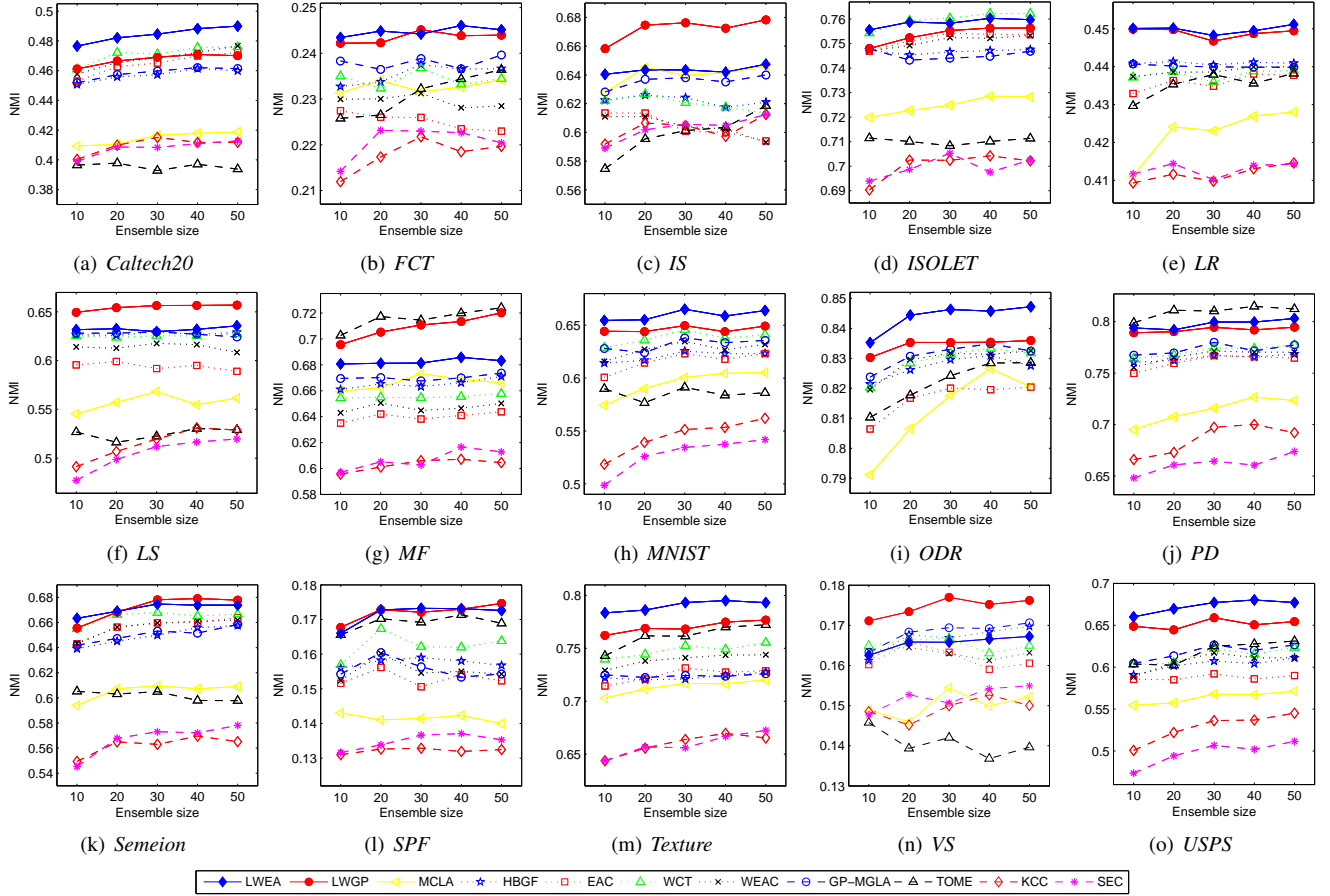 0.5
0.48
0.46
0.44
0.42
0.4
0.38
NMI
10 20 30 40 50
Ensemble size
(a) Caltech20
0.25
0.24
0.23
0.22
0.21
NMI
10 20 30 40 50
Ensemble size
(b) FCT
0.68
0.66
0.64
0.62
0.6
0.58
0.56
NMI
10 20 30 40 50
Ensemble size
(c) IS
0.76
0.75
0.74
0.73
0.72
0.71
0.7
0.69
NMI
10 20 30 40 50
Ensemble size
(d) ISOLET
0.45
0.44
0.43
0.42
0.41
NMI
10 20 30 40 50
Ensemble size
(e) LR
0.65
0.6
0.55
0.5
NMI
10 20 30 40 50
Ensemble size
(f) LS
0.72
0.7
0.68
0.66
0.64
0.62
0.6
0.58
NMI
10 20 30 40 50
Ensemble size
(g) MF
0.65
0.6
0.55
0.5
NMI
10 20 30 40 50
Ensemble size
(h) MNIST
0.85
0.84
0.83
0.82
0.81
0.8
0.79
NMI
10 20 30 40 50
Ensemble size
(i) ODR
0.8
0.75
0.7
0.65
NMI
10 20 30 40 50
Ensemble size
(j) PD
0.68
0.66
0.64
0.62
0.6
0.58
0.56
0.54
NMI
10 20 30 40 50
Ensemble size
(k) Semeion
0.18
0.17
0.16
0.15
0.14
0.13
NMI
10 20 30 40 50
Ensemble size
(l) SPF
0.8
0.75
0.7
0.65
NMI
10 20 30 40 50
Ensemble size
(m) Texture
0.18
0.17
0.16
0.15
0.14
0.13
NMI
10 20 30 40 50
Ensemble size
(n) VS
0.7
0.65
0.6
0.55
0.5
NMI
10 20 30 40 50
Ensemble size
(o) USPS
LWEA LWGP MCLA HBGF EAC WCT WEAC GP-MGLA TOME KCC SEC